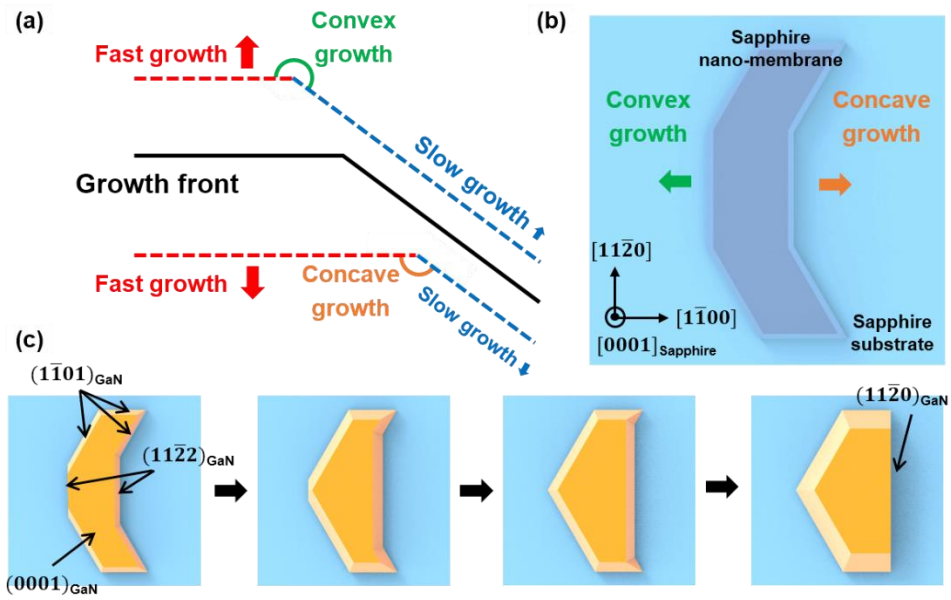 (a)
Convex
growth
Fast growth
Slow growth
Growth front
Fast growth
Concave
growth
Slow growth
(b)
Sapphire
nano-membrane
Convex
growth
Concave
growth
[112̅0]
[11̅00]
[0001]Sapphire
Sapphire
substrate
(c)
(11̅01)GaN
(112̅2)GaN
(0001)GaN
(112̅0)GaN